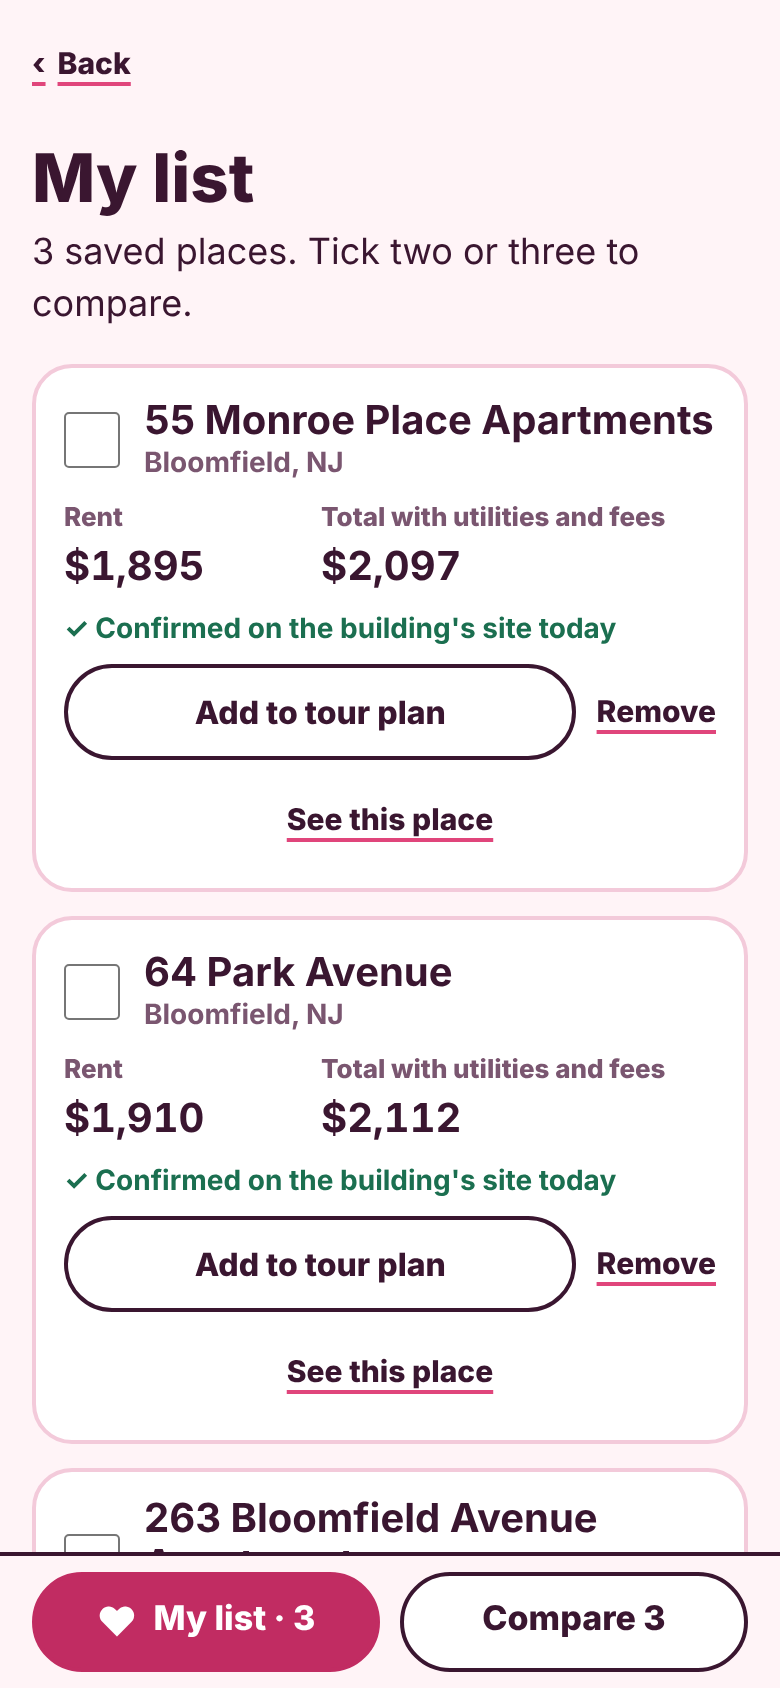 ‹ Back
My list
3 saved places. Tick two or three to
compare.
55 Monroe Place Apartments
Bloomfield, NJ
Rent
Total with utilities and fees
$1,895
$2,097
✓ Confirmed on the building's site today
Add to tour plan
Remove
See this place
64 Park Avenue
Bloomfield, NJ
Rent
Total with utilities and fees
$1,910
$2,112
✓ Confirmed on the building's site today
Add to tour plan
Remove
See this place
263 Bloomfield Avenue
My list · 3
Compare 3